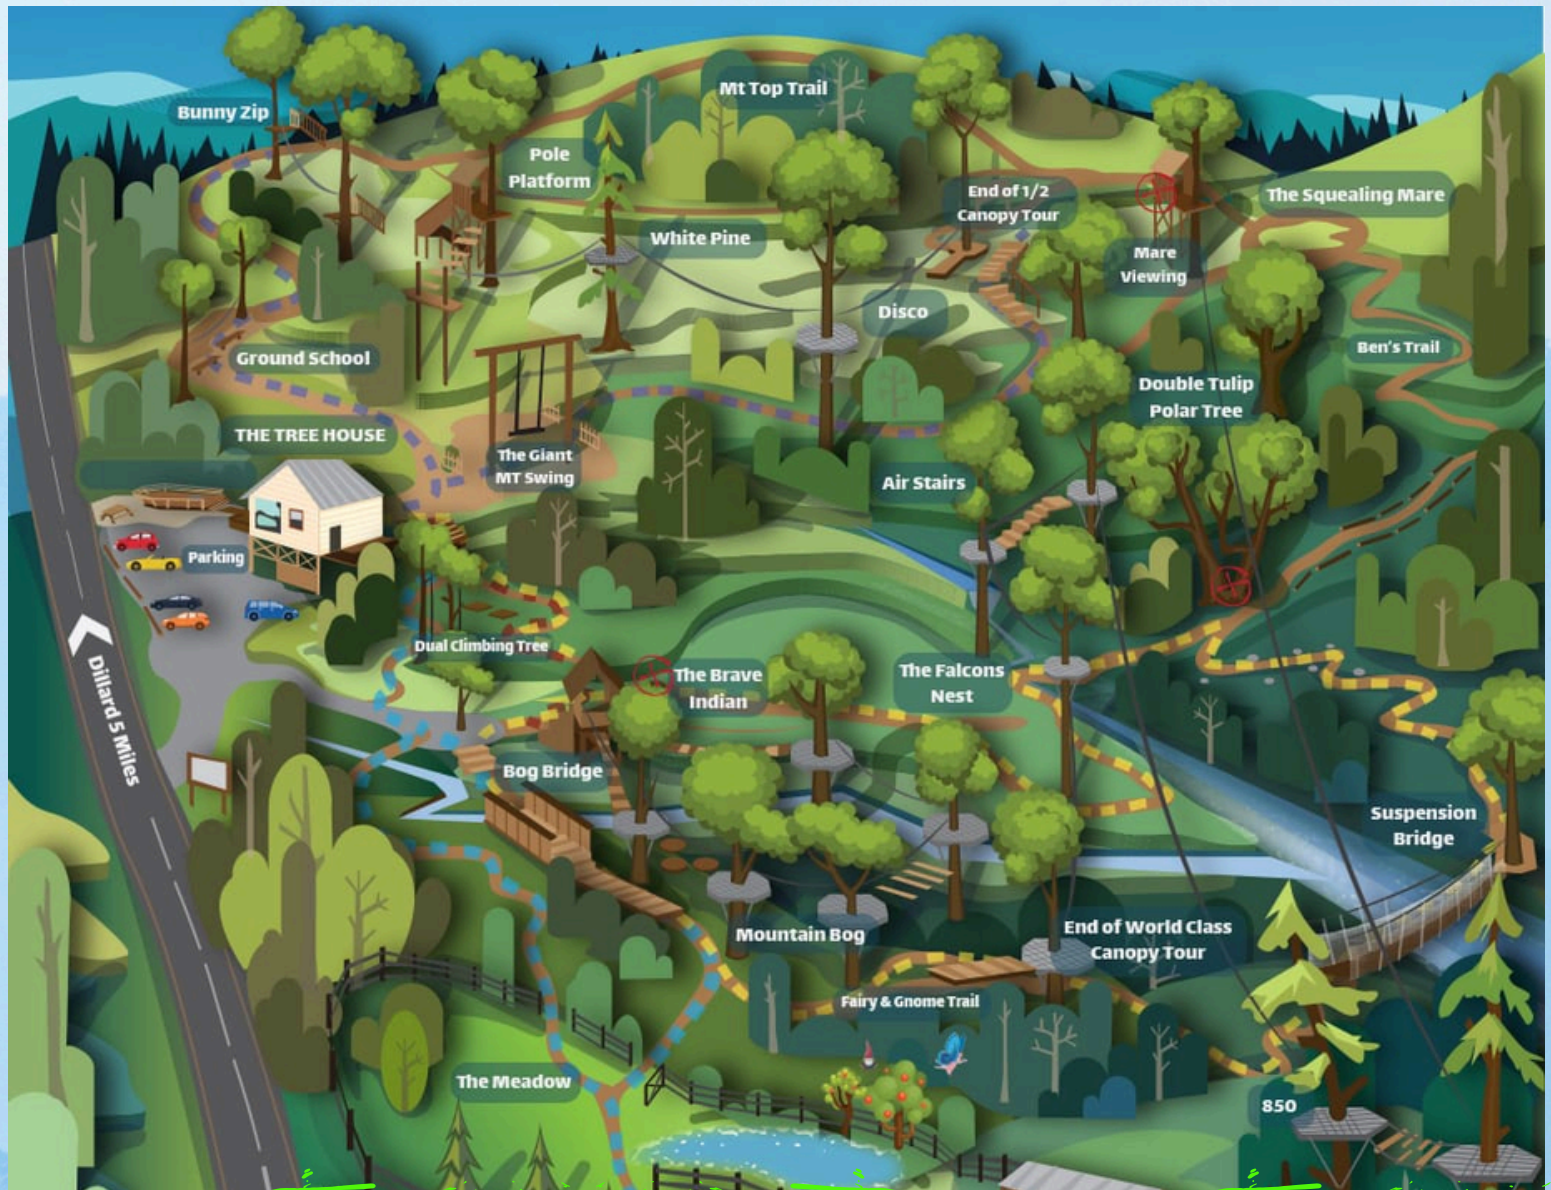 Mt Top Trail
Bunny Zip
Pole
Platform
End of 1/2
Canopy Tour
The Squealing Mare
White Pine
Mare
Viewing
Disco
Ground School
Ben's Trail
Double Tulip
Polar Tree
THE TREE HOUSE
The Giant
MT Swing
Air Stairs
Parking
Dual Climbing Tree
The Brave
Indian
The Falcons
Nest
Dillard 5 Miles
Bog Bridge
Suspension
Bridge
Mountain Bog
End of World Class
Canopy Tour
Fairy & Gnome Trail
The Meadow
850